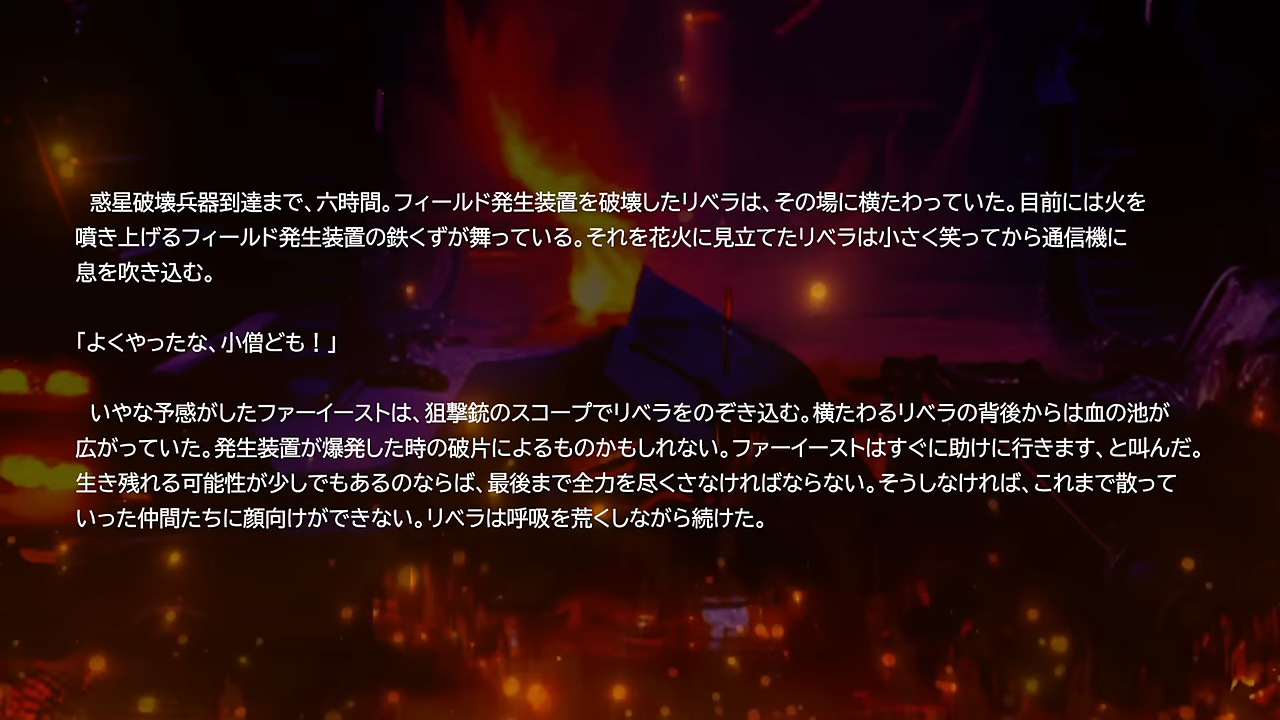 惑星破壊兵器到達まで、六時間。フィールド発生装置を破壊したリベラは、その場に横たわっていた。目前には火を
噴き上げるフィールド発生装置の鉄くずが舞っている。それを花火に見立てたリベラは小さく笑ってから通信機に
息を吹き込む。
「よくやったな、小僧ども！」
いやな予感がしたファーイーストは、狙撃銃のスコープでリベラをのぞき込む。横たわるリベラの背後からは血の池が
広がっていた。発生装置が爆発した時の破片によるものかもしれない。ファーイーストはすぐに助けに行きます、と叫んだ。
生き残れる可能性が少しでもあるのならば、最後まで全力を尽くさなければならない。そうしなければ、これまで散って
いった仲間たちに顔向けができない。リベラは呼吸を荒くしながら続けた。